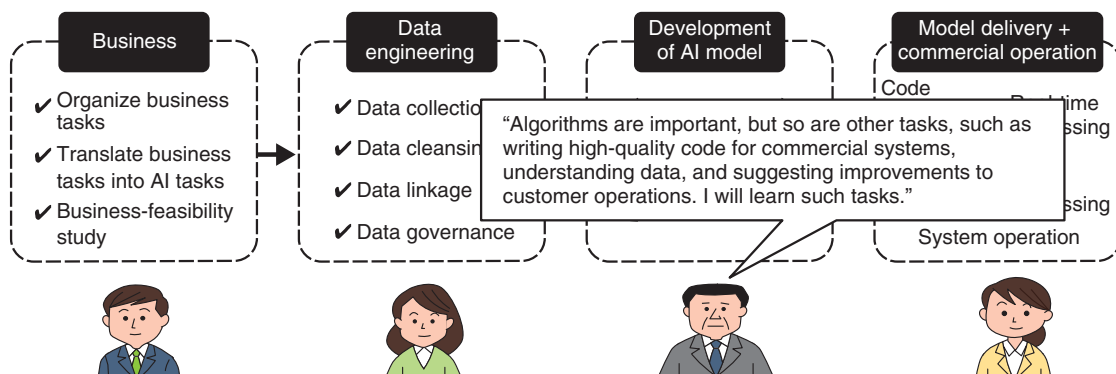 Business
✔ Organize business
tasks
✔ Translate business
tasks into AI tasks
✔ Business-feasibility
study
Data
engineering
✔ Data collection
✔ Data cleansing
✔ Data linkage
✔ Data governance
Development
of AI model
“Algorithms are important, but so are other tasks, such as
writing high-quality code for commercial systems,
understanding data, and suggesting improvements to
customer operations. I will learn such tasks.”
Model delivery +
commercial operation
Code
System operation